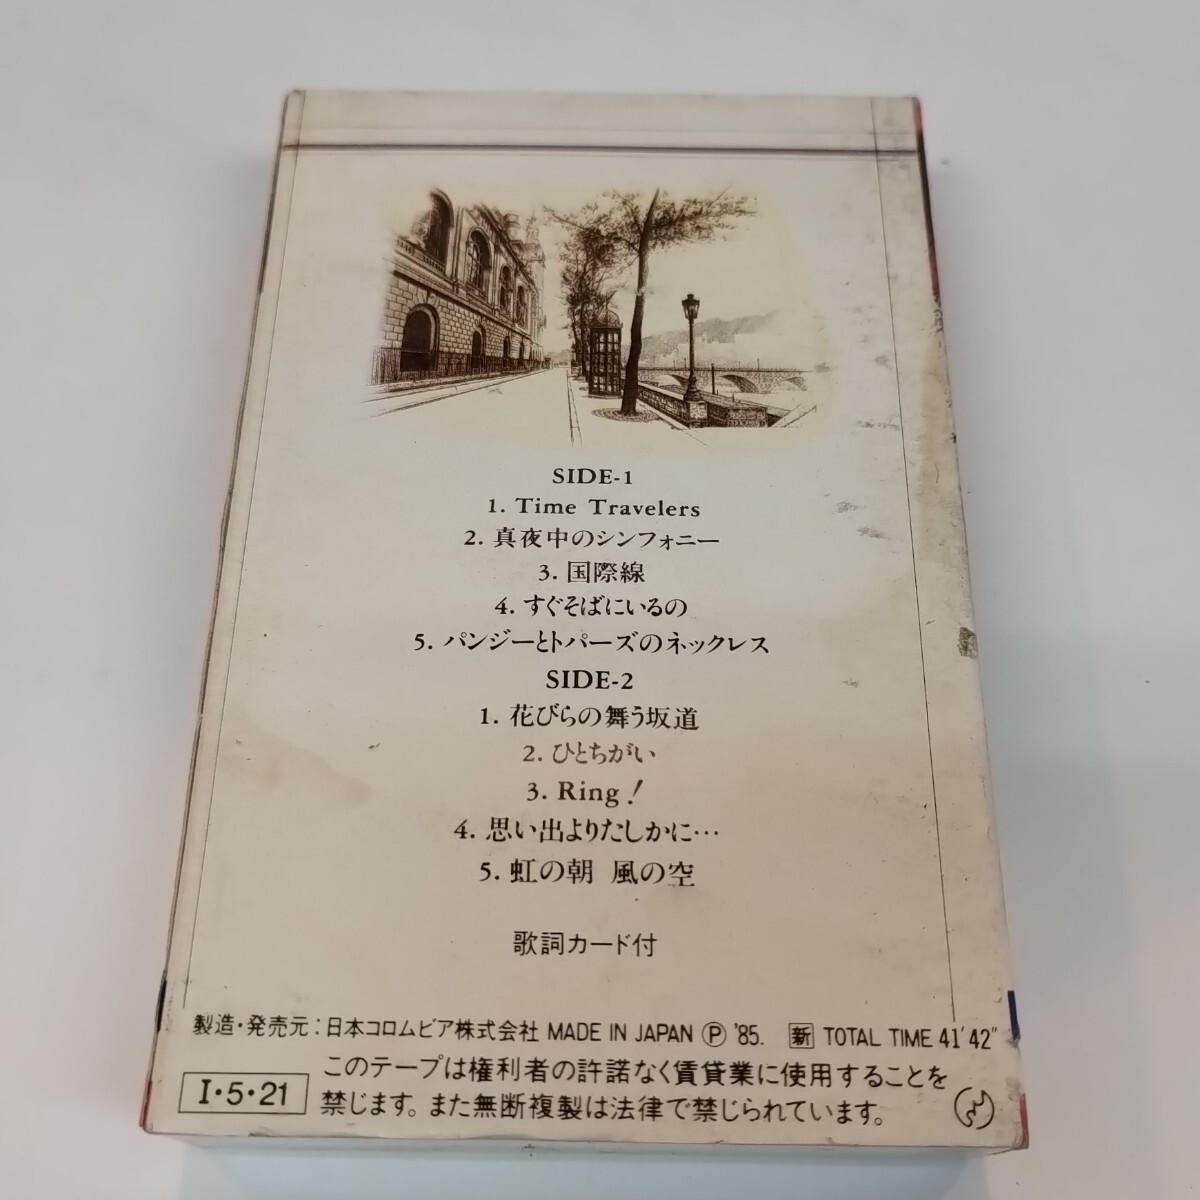 SIDE-1
1. Time Travelers
2. 真夜中のシンフォニー
3. 国際線
4. すぐそばにいるの
5. パンジーとトパーズのネックレス
SIDE-2
1. 花びらの舞う坂道
2. ひとちがい
3. Ring!
4. 思い出よりたしかに…
5. 虹の朝 風の空
歌詞カード付
製造・発売元:日本コロムビア株式会社 MADE IN JAPAN Ⓟ '85. 新 TOTAL TIME 41'42"
I・5・21
このテープは権利者の許諾なく賃貸業に使用することを
禁じます。また無断複製は法律で禁じられています。